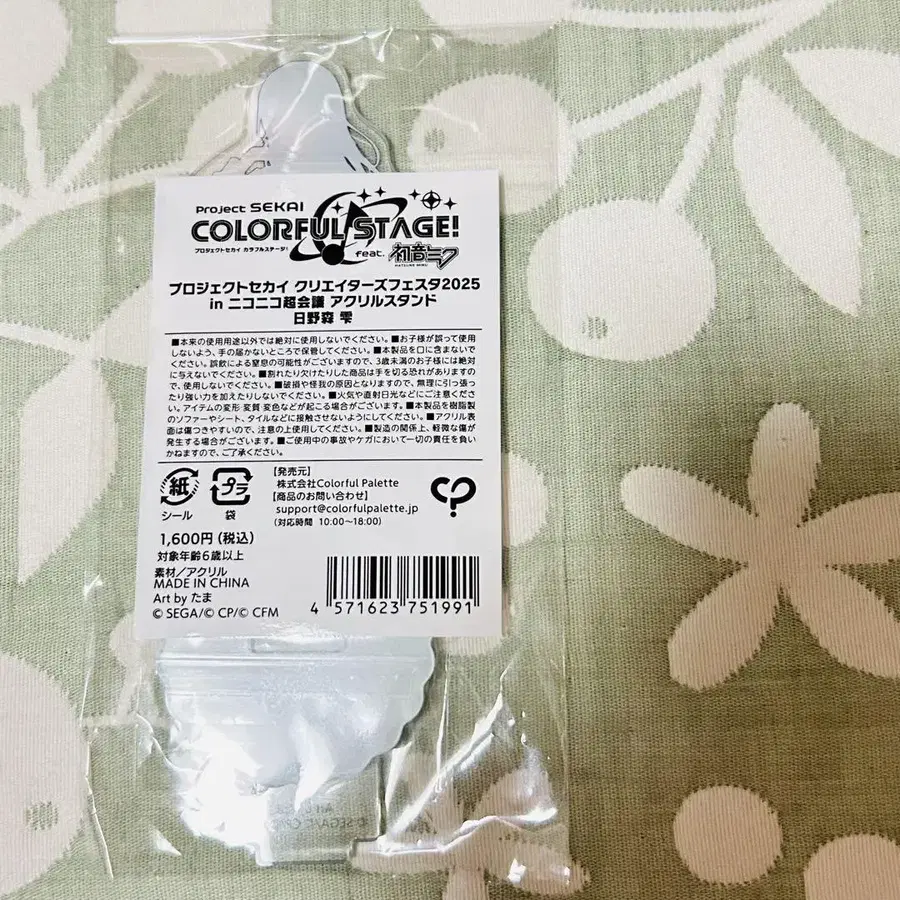 Project SEKAI
COLORFUL STAGE!
プロジェクトセカイ カラフルステージ！
feat. 初音ミク
HATSUNE MIKU
プロジェクトセカイ クリエイターズフェスタ2025
in ニコニコ超会議 アクリルスタンド
日野森 雫
■本来の使用用途以外では絶対に使用しないでください。■お子様が誤って使用
しないよう、手の届かないところで保管してください。■本製品を口に含まないで
ください。誤飲による窒息の可能性がございますので、3歳未満のお子様には絶対
に与えないでください。■割れたり欠けたりした商品は手を切る恐れがありますの
で、使用しないでください。■破損や怪我の原因となりますので、無理に引っ張っ
たり強い力を加えたりしないでください。■火気や直射日光などにご注意くださ
い。アイテムの変形・変質・変色などが起こる場合がございます。■本製品を樹脂製
のソファーやシート、タイルなどに接触させないようにしてください。■アクリル表
面は傷つきやすいので、注意の上使用してください。■製造の関係上、軽微な傷が
発生する場合がございます。■ご使用中の事故やケガにおいて一切の責任を負い
かねますので、ご了承ください。
紙
シール
プラ
袋
【発売元】
株式会社Colorful Palette
【商品のお問い合わせ】
support@colorfulpalette.jp
(対応時間 10:00〜18:00)
1,600円（税込）
対象年齢6歳以上
素材／アクリル
MADE IN CHINA
Art by たま
© SEGA/© CP/© CFM
4 571623 751991